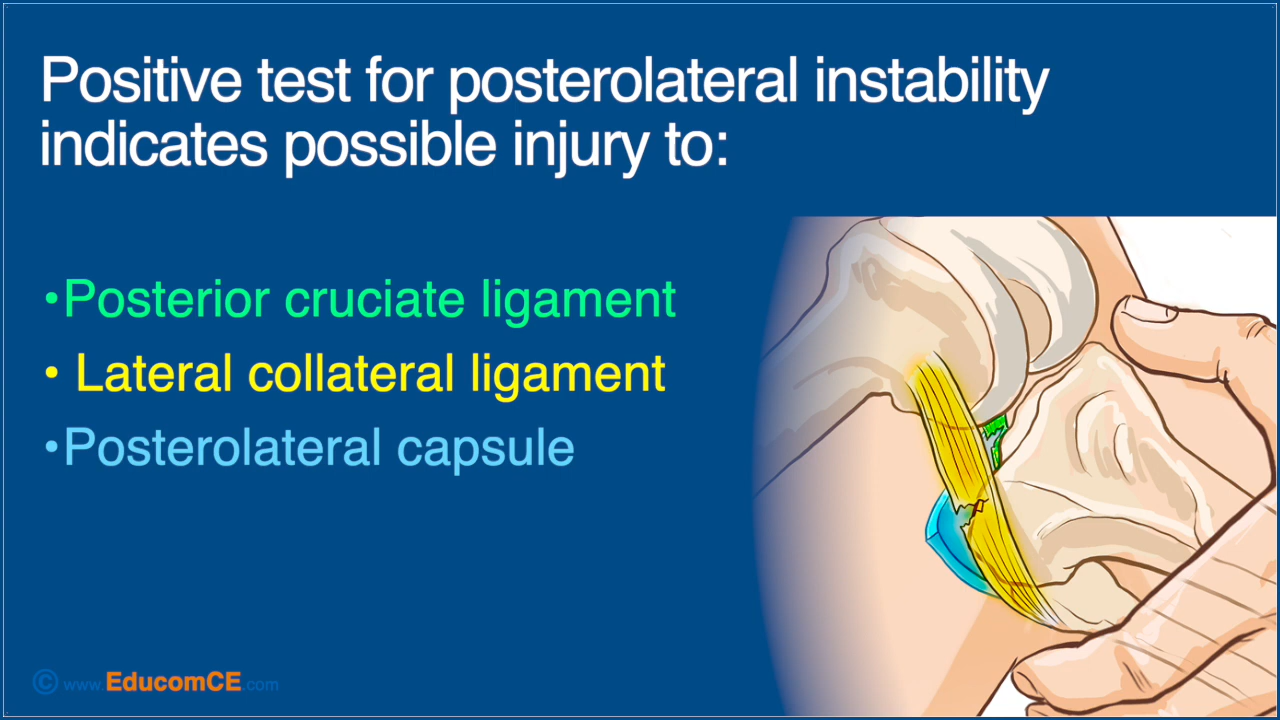 Positive test for posterolateral instability
indicates possible injury to:
•Posterior cruciate ligament
• Lateral collateral ligament
•Posterolateral capsule
© www.EducomCE.com